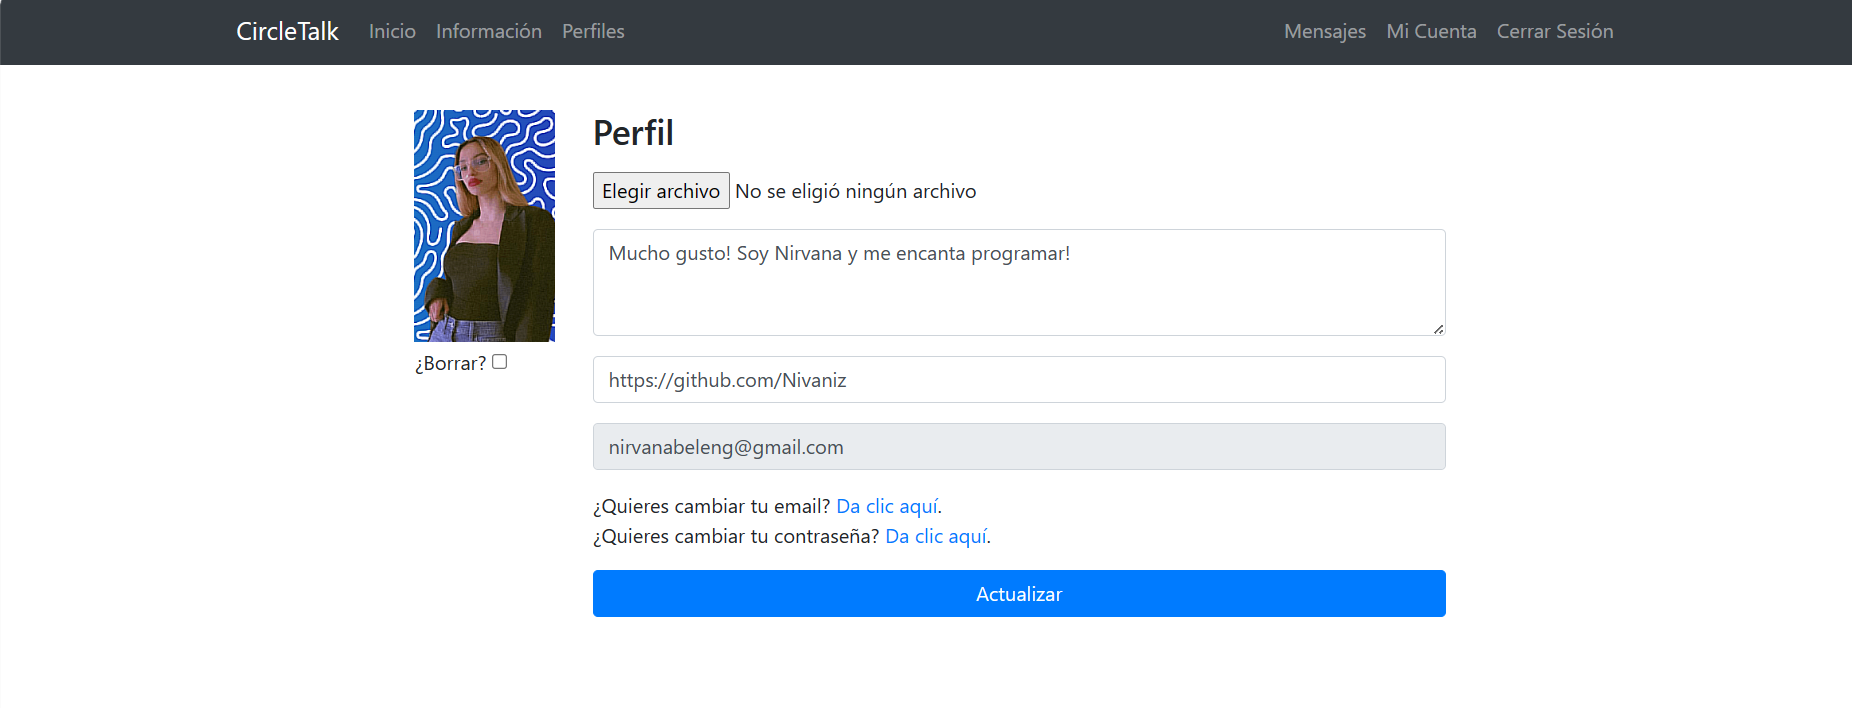 CircleTalk Inicio Información Perfiles Mensajes Mi Cuenta Cerrar Sesión
Perfil
Elegir archivo No se eligió ningún archivo
Mucho gusto! Soy Nirvana y me encanta programar!
¿Borrar?
https://github.com/Nivaniz
nirvanabeleng@gmail.com
¿Quieres cambiar tu email? Da clic aquí.
¿Quieres cambiar tu contraseña? Da clic aquí.
Actualizar